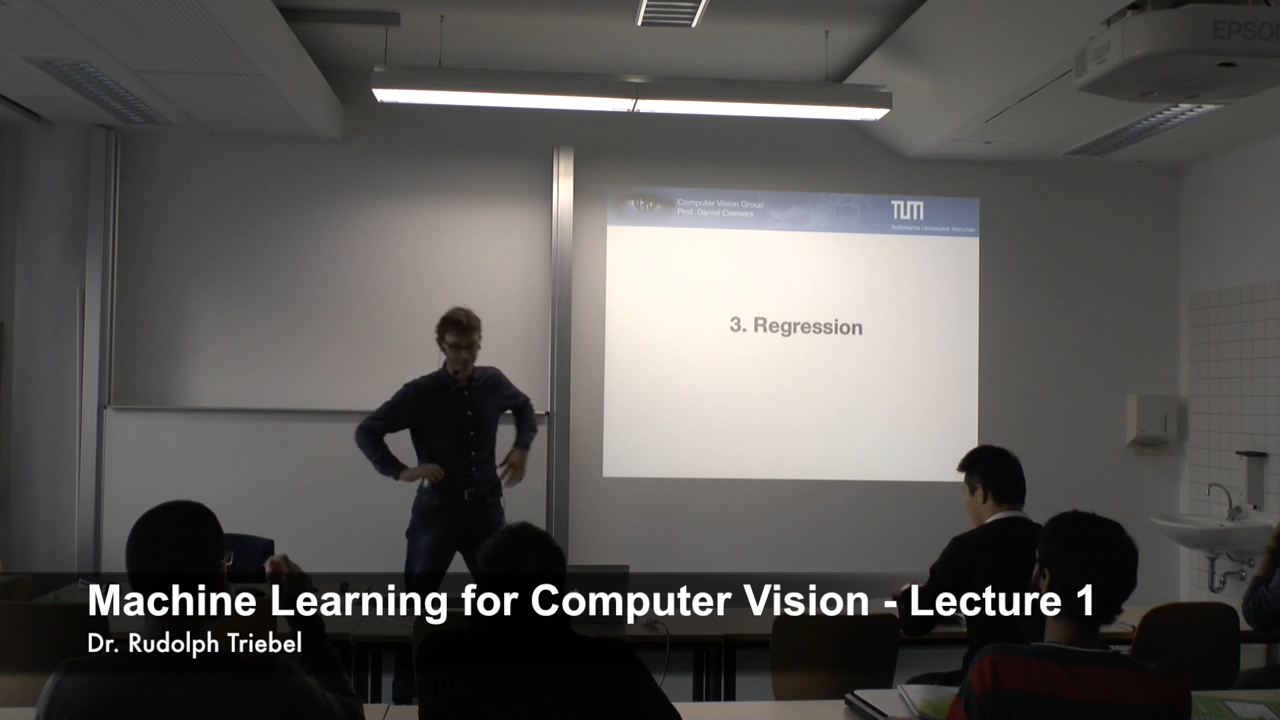 EPSO
Computer Vision Group
Prof. Daniel Cremers
TUM
Technische Universität München
3. Regression
Machine Learning for Computer Vision - Lecture 1
Dr. Rudolph Triebel